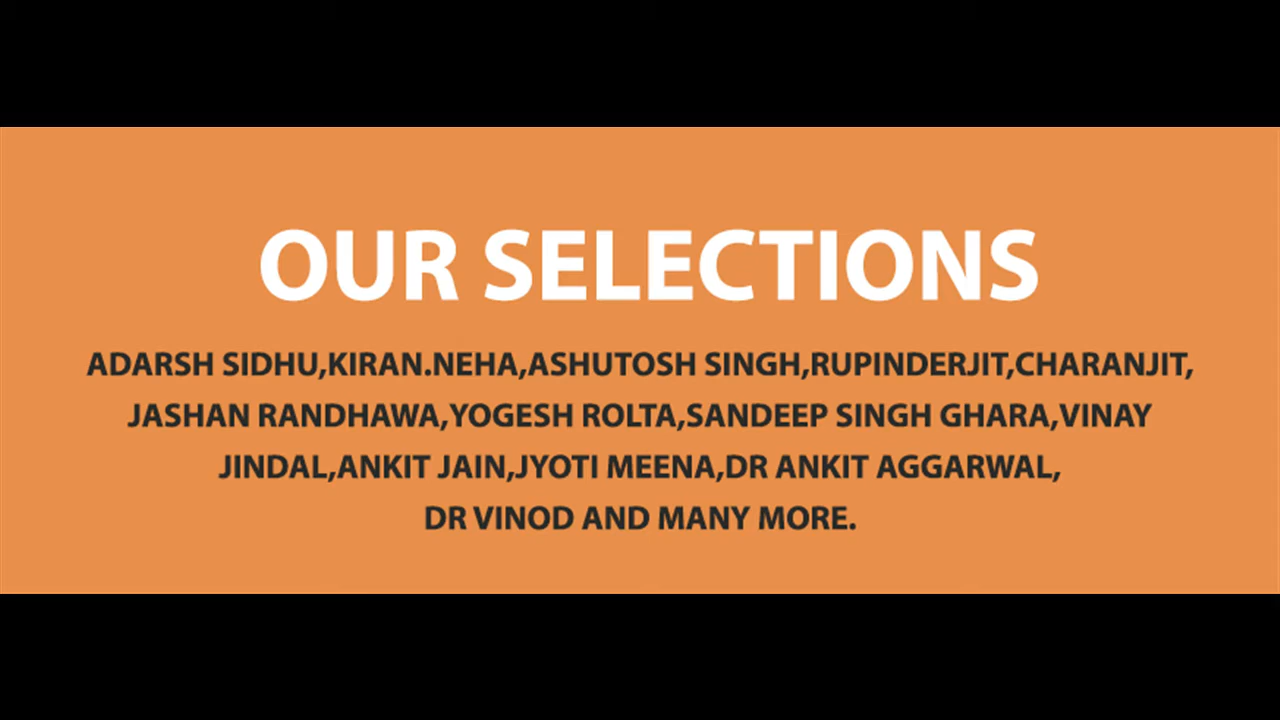 OUR SELECTIONS
ADARSH SIDHU,KIRAN.NEHA,ASHUTOSH SINGH,RUPINDERJIT,CHARANJIT,
JASHAN RANDHAWA,YOGESH ROLTA,SANDEEP SINGH GHARA,VINAY
JINDAL,ANKIT JAIN,JYOTI MEENA,DR ANKIT AGGARWAL,
DR VINOD AND MANY MORE.